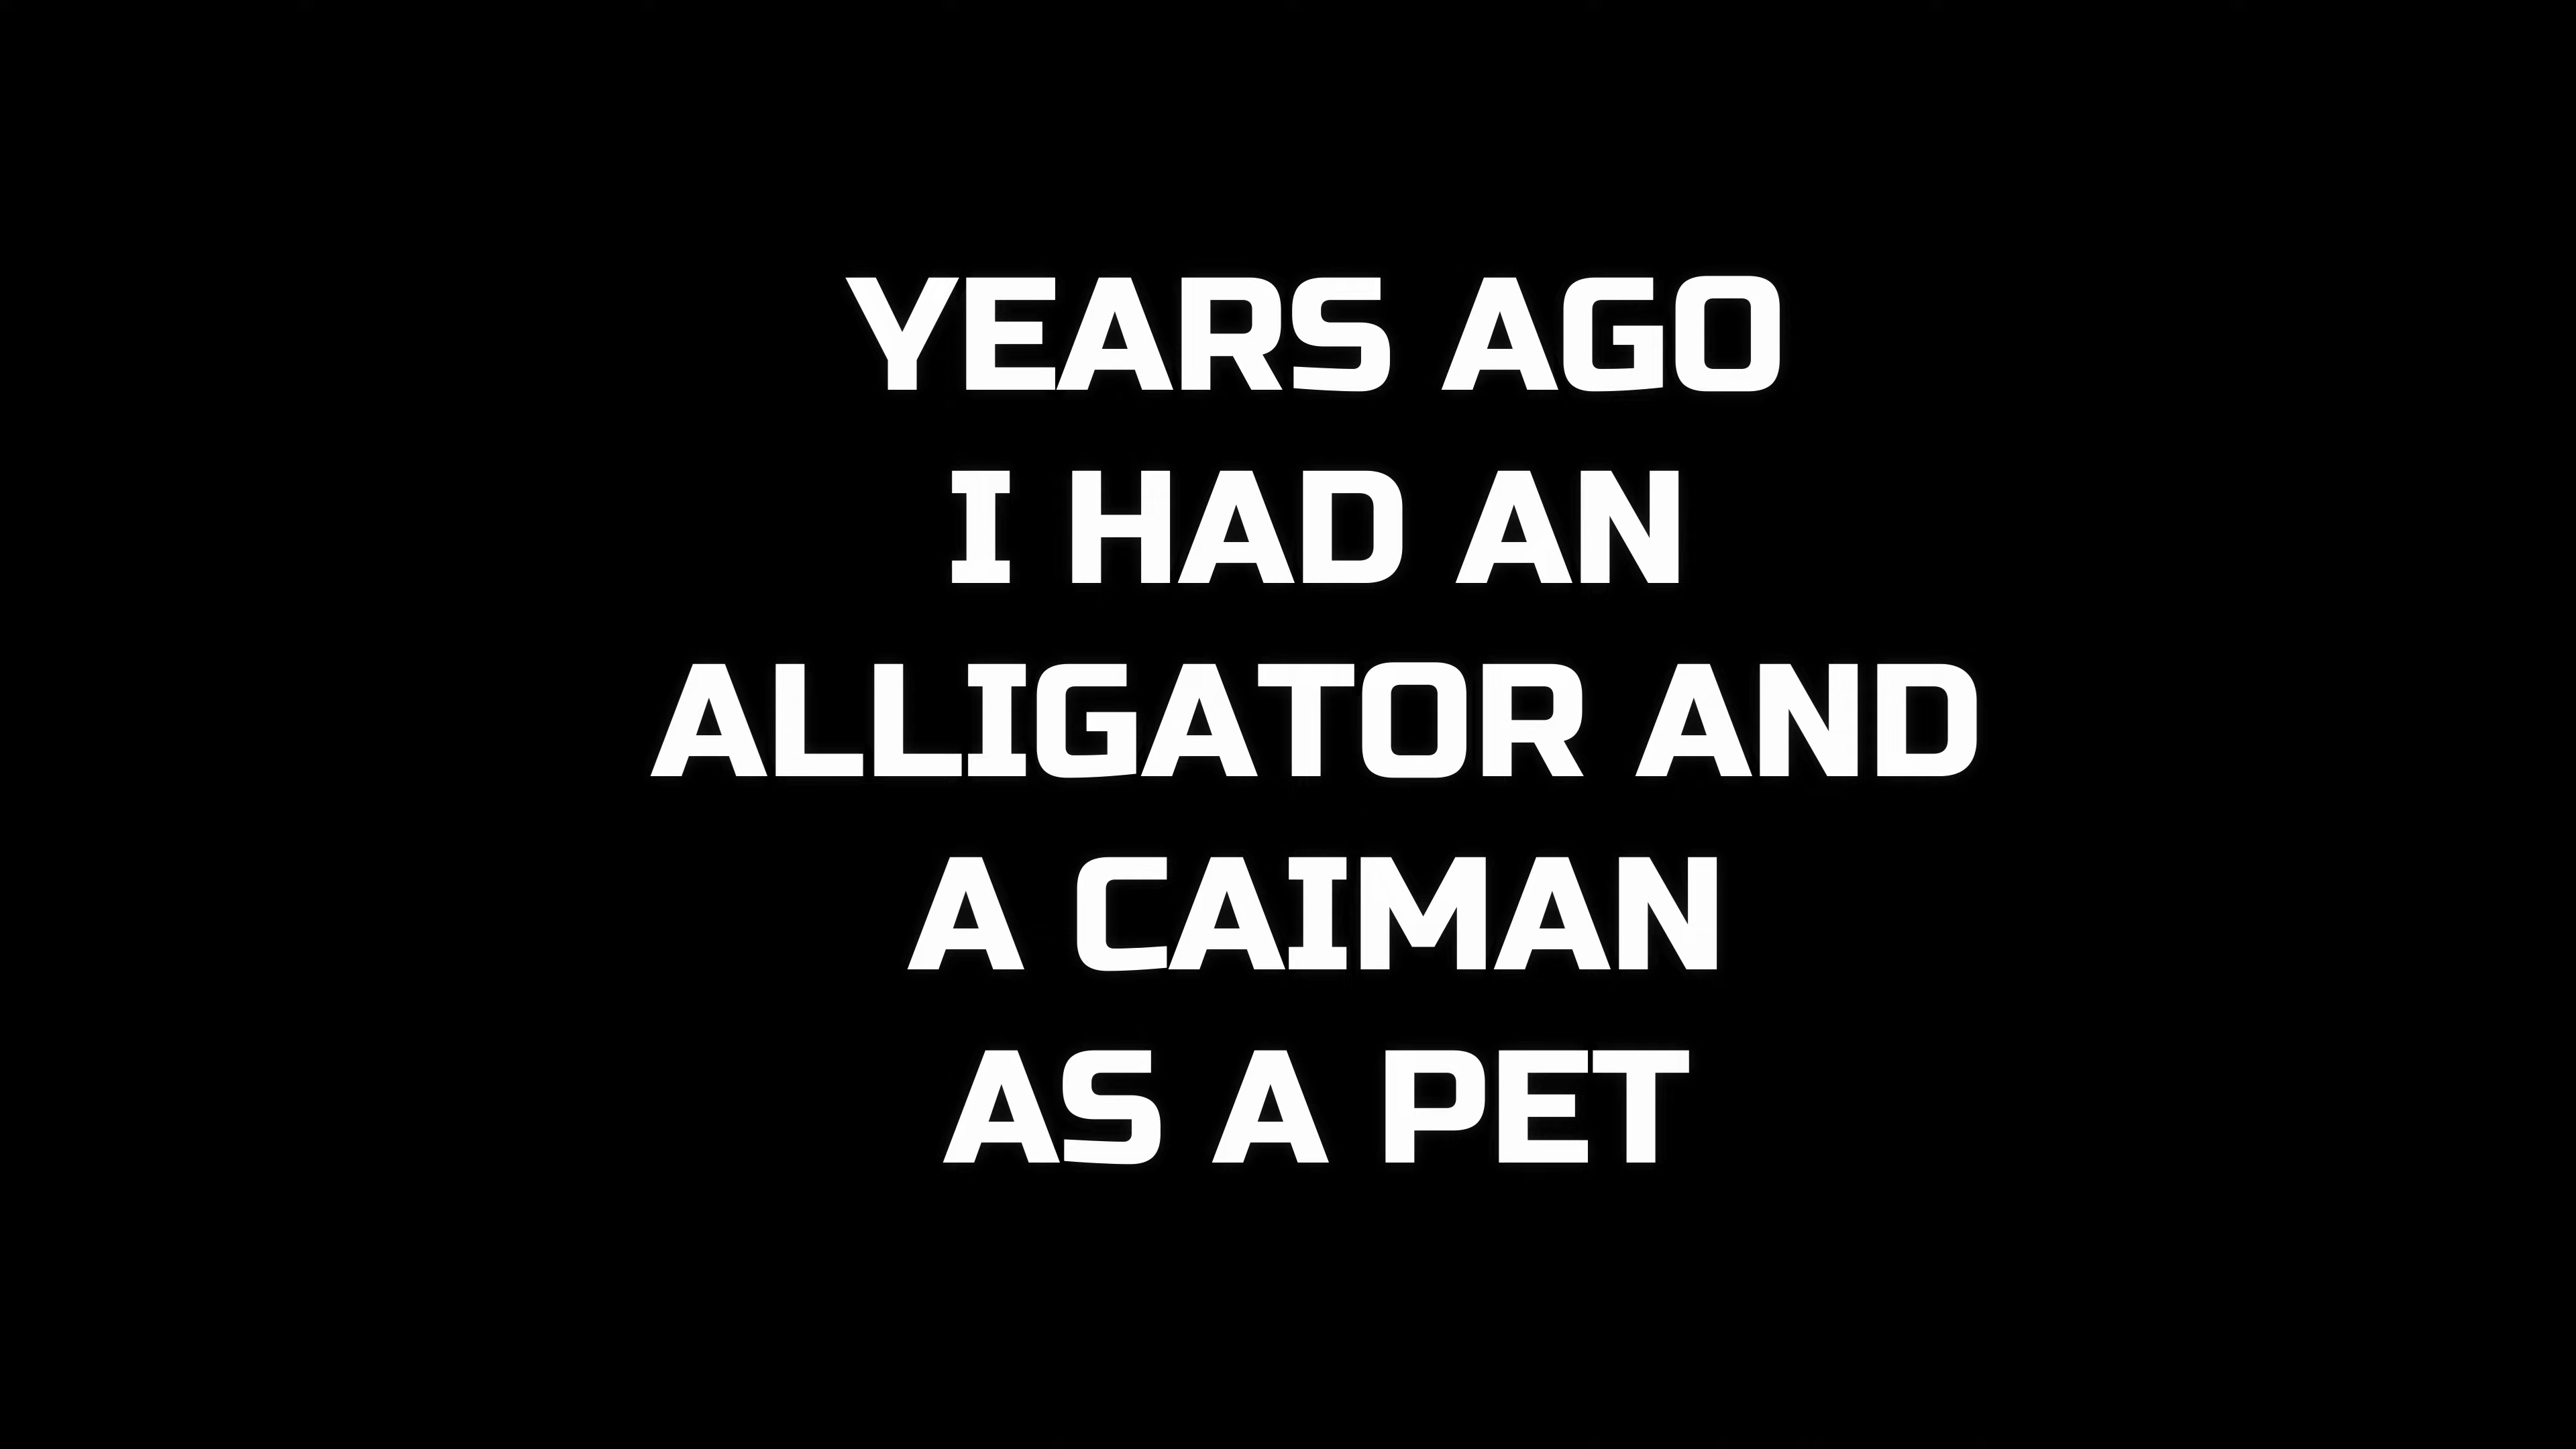 YEARS AGO
I HAD AN
ALLIGATOR AND
A CAIMAN
AS A PET